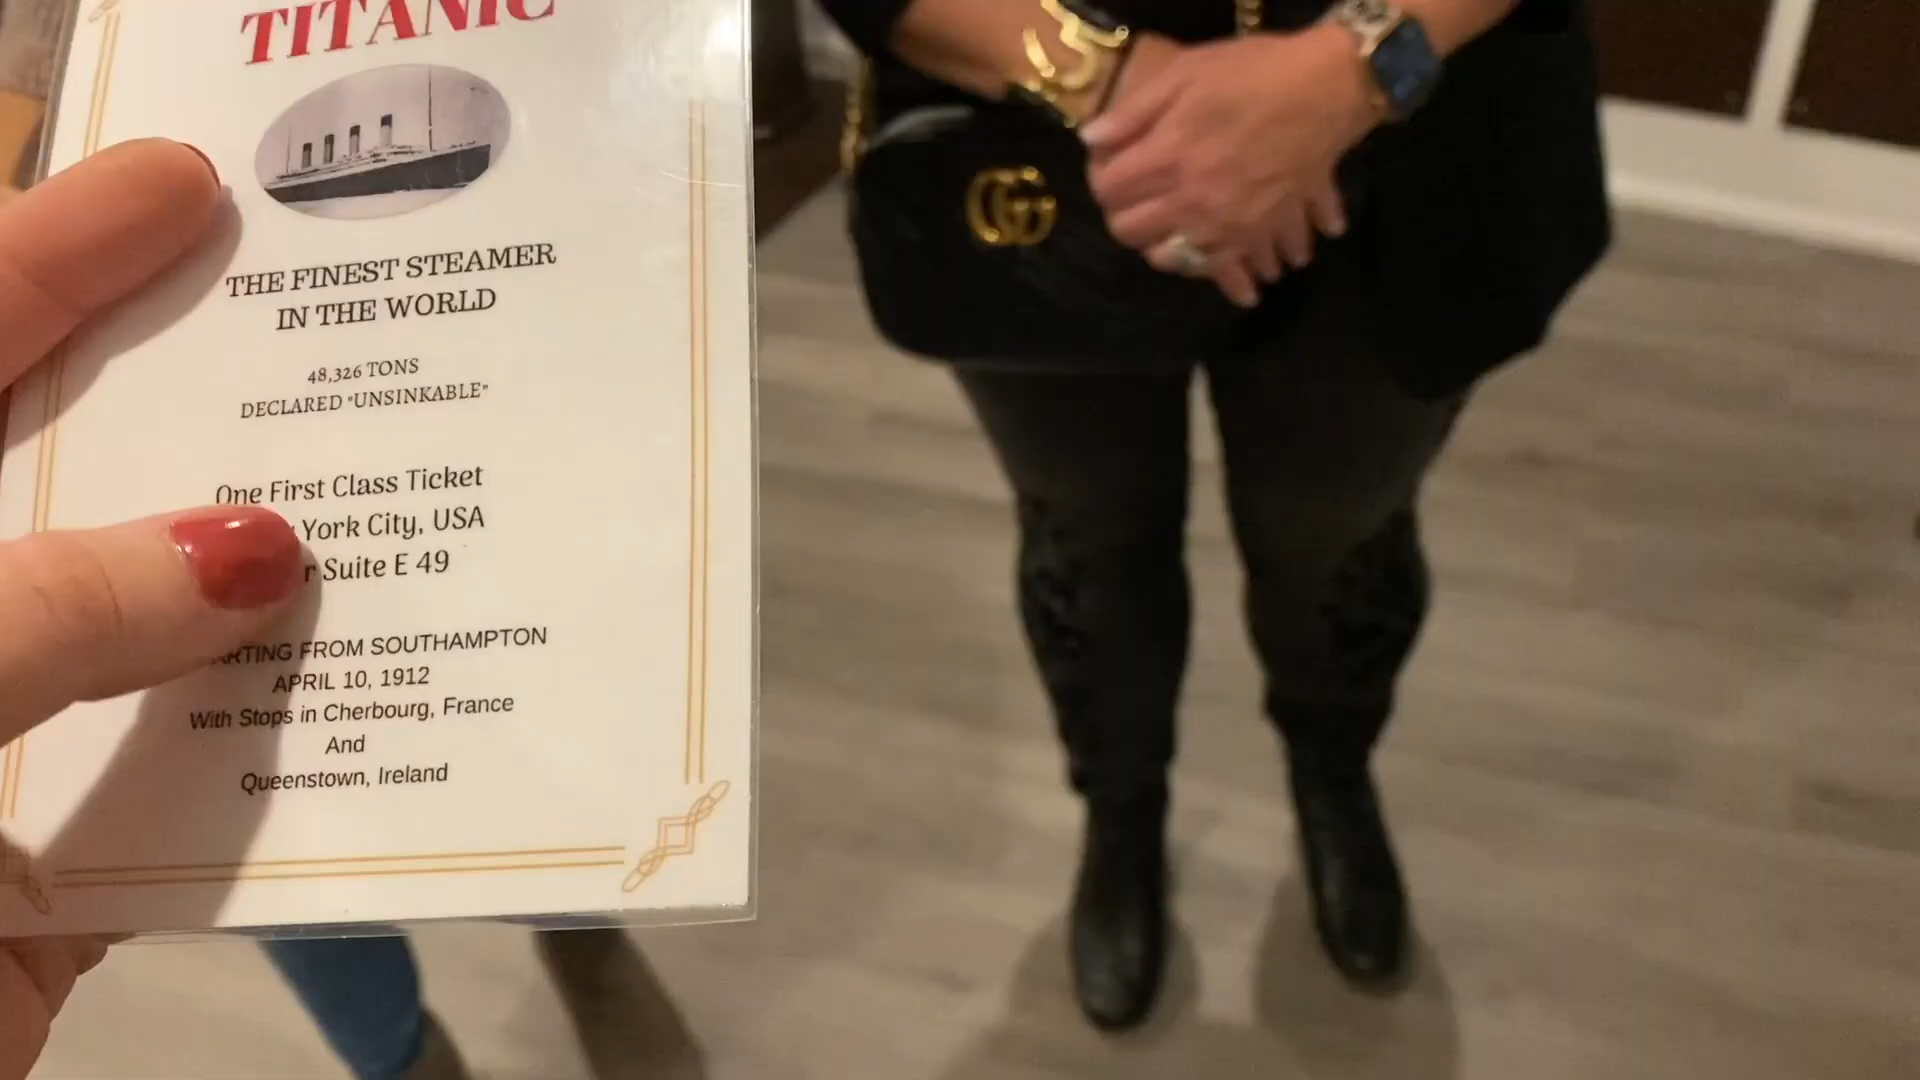 TITANIC
THE FINEST STEAMER
IN THE WORLD
48,326 TONS
DECLARED "UNSINKABLE"
One First Class Ticket
York City, USA
Suite E 49
FROM SOUTHAMPTON
APRIL 10, 1912
With Stops in Cherbourg, France
And
Queenstown, Ireland
GG